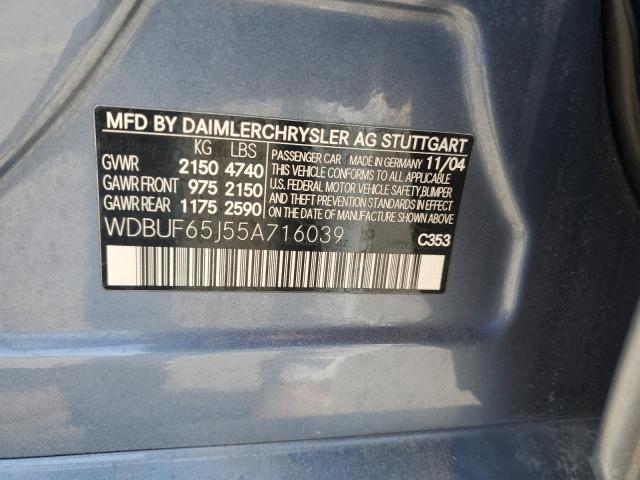 MFD BY DAIMLERCHRYSLER AG STUTTGART
KG LBS
GVWR 2150 4740
GAWR FRONT 975 2150
GAWR REAR 1175 2590
PASSENGER CAR MADE IN GERMANY 11/04
THIS VEHICLE CONFORMS TO ALL APPLICABLE
U.S. FEDERAL MOTOR VEHICLE SAFETY, BUMPER
AND THEFT PREVENTION STANDARDS IN EFFECT
ON THE DATE OF MANUFACTURE SHOWN ABOVE.
WDBUF65J55A716039
C353